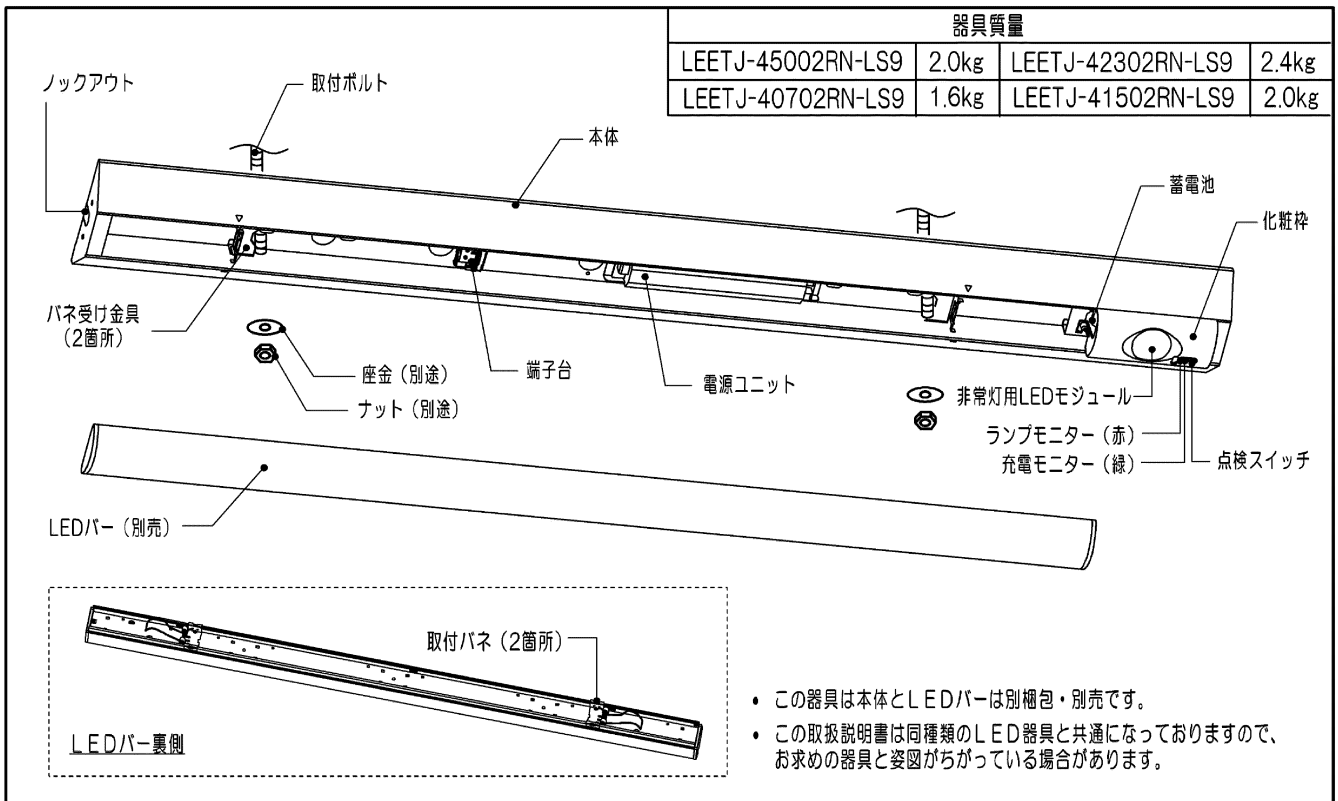 器具質量
LEETJ-45002RN-LS9 2.0kg LEETJ-42302RN-LS9 2.4kg
LEETJ-40702RN-LS9 1.6kg LEETJ-41502RN-LS9 2.0kg
ノックアウト
取付ボルト
本体
蓄電池
化粧枠
バネ受け金具
(2箇所)
座金(別途)
ナット(別途)
端子台
電源ユニット
非常灯用LEDモジュール
ランプモニター(赤)
充電モニター(緑)
点検スイッチ
LEDバー(別売)
取付バネ(2箇所)
LEDバー裏側
• この器具は本体とLEDバーは別梱包・別売です。
• この取扱説明書は同種類のLED器具と共通になっておりますので、
お求めの器具と姿図がちがっている場合があります。